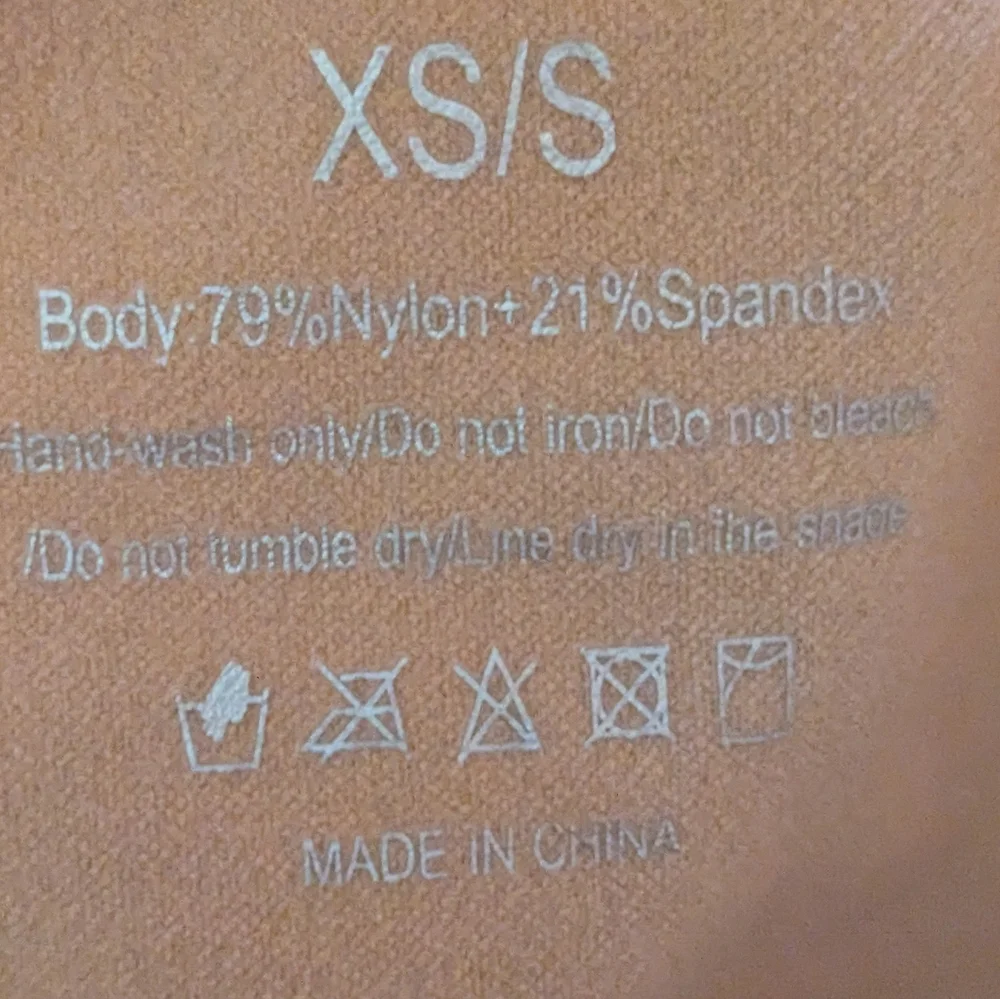 XS/S
Body:79%Nylon+21%Spandex
Hand-wash only/Do not iron/Do not bleach
/Do not tumble dry/Line dry in the shade
MADE IN CHINA